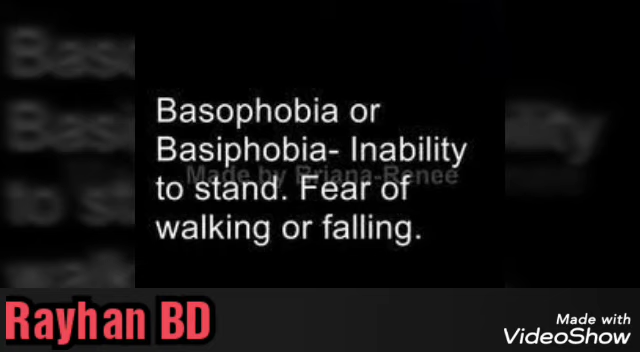 Basophobia or
Basiphobia- Inability
Made by Briana-Renee
to stand. Fear of
walking or falling.
Rayhan BD
Made with
VideoShow